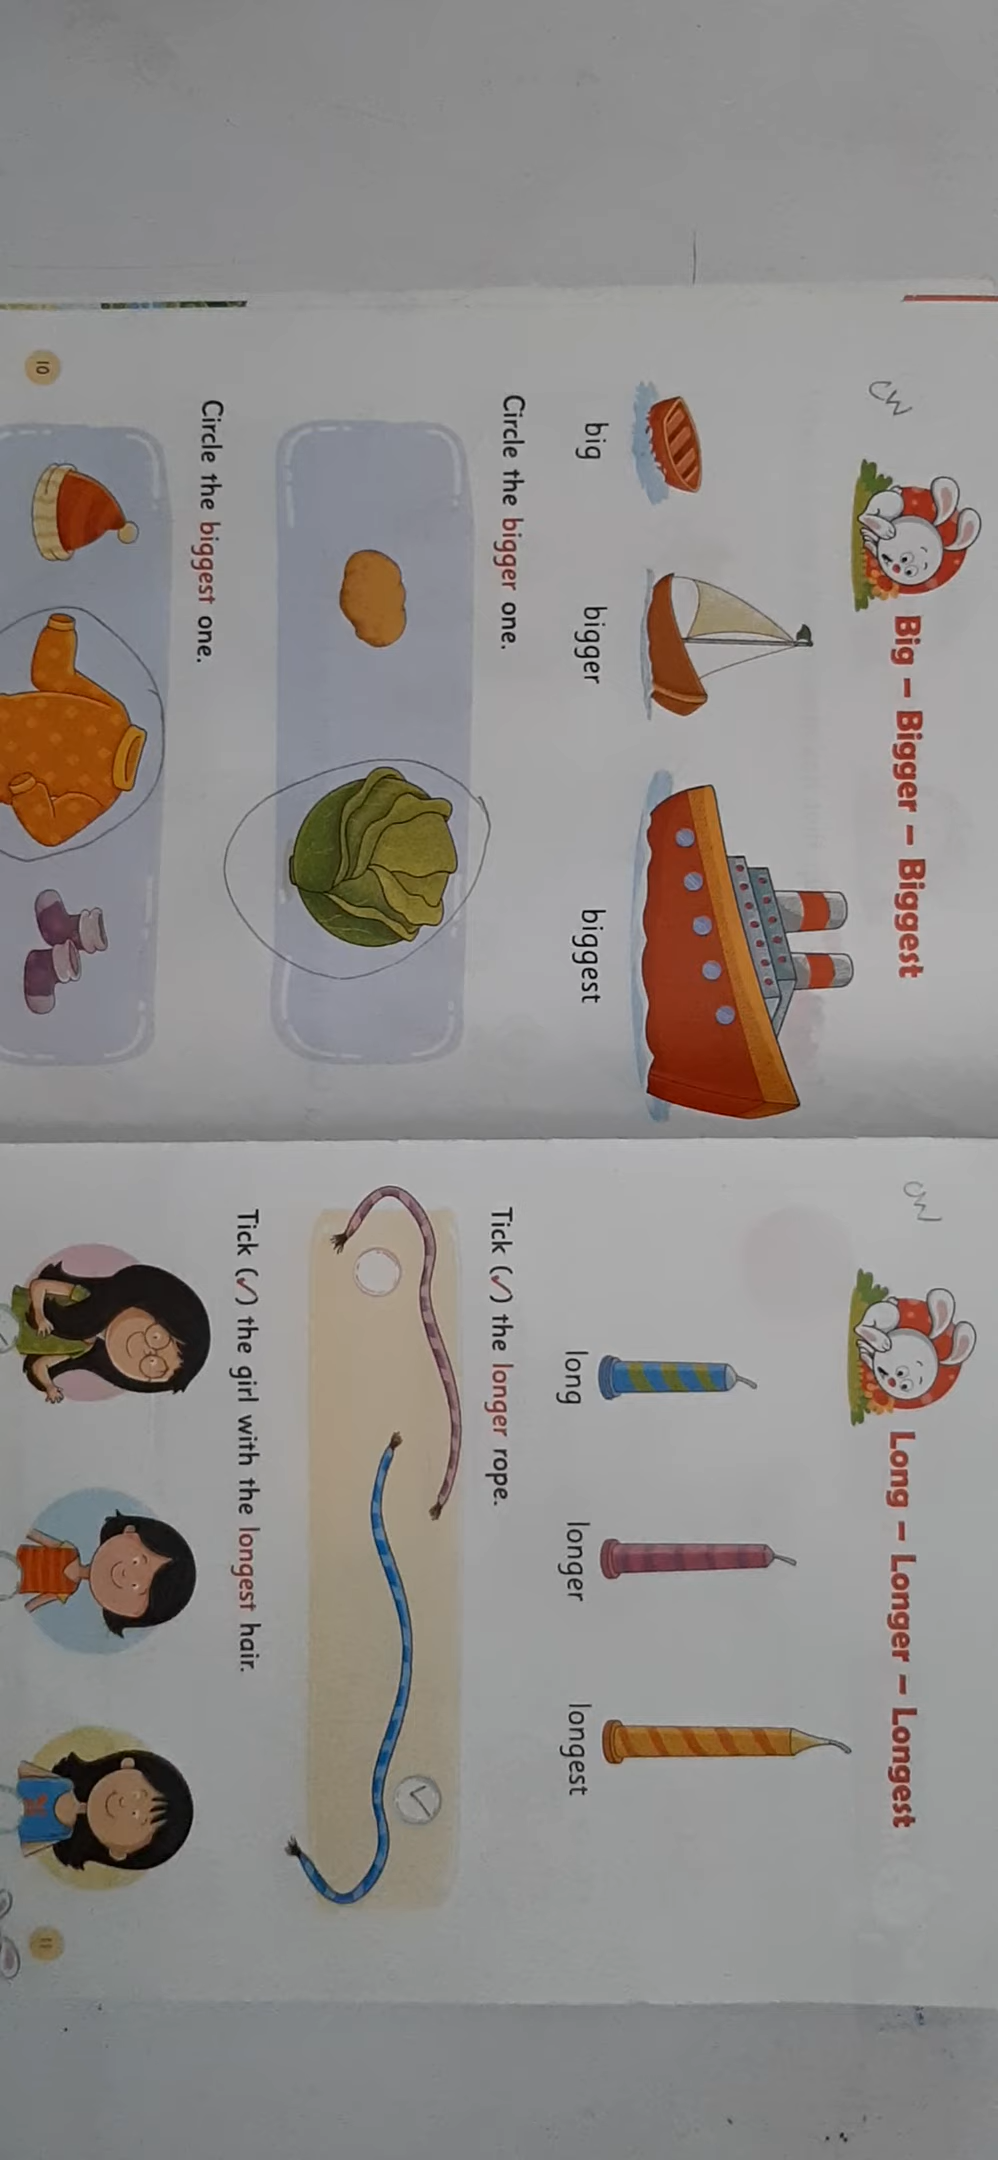 CW
Big – Bigger – Biggest
big bigger biggest
Circle the bigger one.
Circle the biggest one.
10
CW
Long – Longer – Longest
long longer longest
Tick (✓) the longer rope.
Tick (✓) the girl with the longest hair.
11